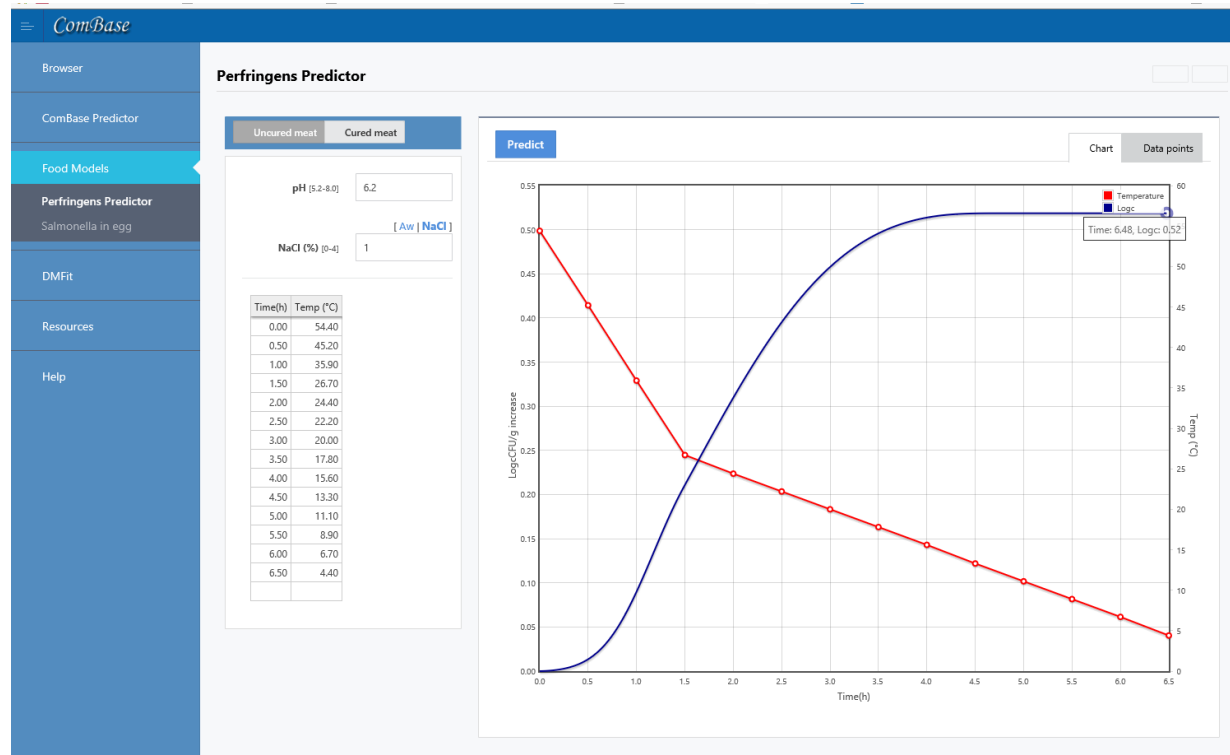 ComBase
Browser
ComBase Predictor
Food Models
Perfringens Predictor
Salmonella in egg
DMFit
Resources
Help
Perfringens Predictor
Uncured meat Cured meat
pH [5.2-8.0] 6.2
[ Aw | NaCl ]
NaCl (%) [0-4] 1
Time(h) Temp (°C)
0.00 54.40
0.50 45.20
1.00 35.90
1.50 26.70
2.00 24.40
2.50 22.20
3.00 20.00
3.50 17.80
4.00 15.60
4.50 13.30
5.00 11.10
5.50 8.90
6.00 6.70
6.50 4.40
Predict
Chart Data points
Temperature
Logc
Time: 6.48, Logc: 0.52
LogcCFU/g increase
0.55
0.50
0.45
0.40
0.35
0.30
0.25
0.20
0.15
0.10
0.05
0.00
60
50
45
40
35
30
25
20
15
10
5
0
Temp (°C)
0.0 0.5 1.0 1.5 2.0 2.5 3.0 3.5 4.0 4.5 5.0 5.5 6.0 6.5
Time(h)